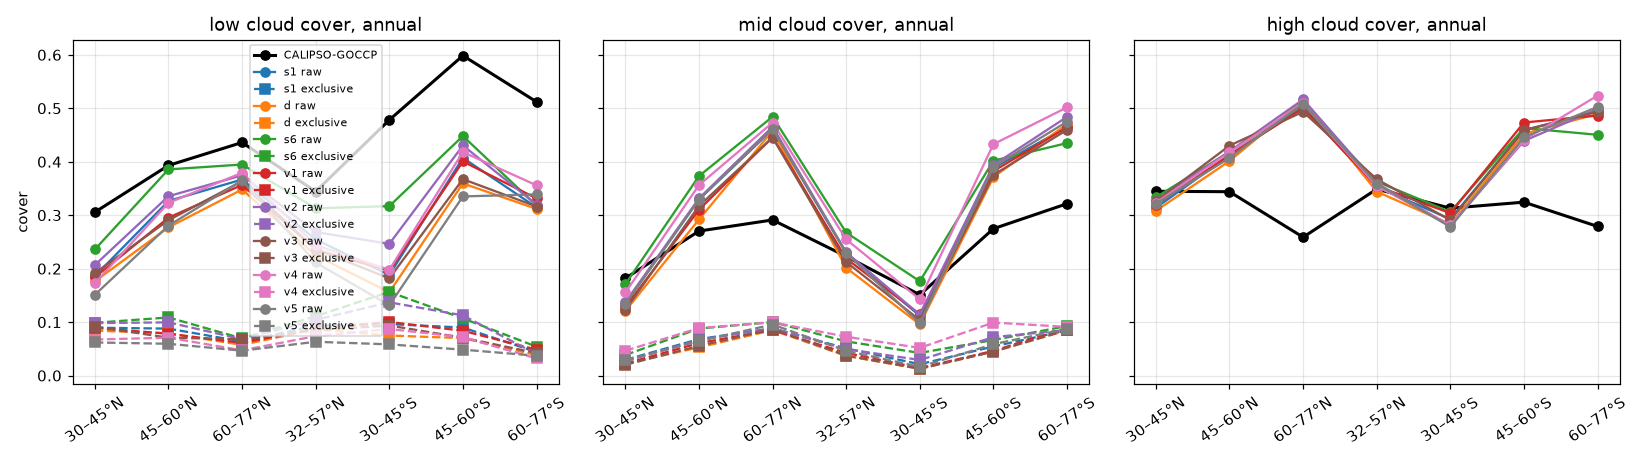 low cloud cover, annual
mid cloud cover, annual
high cloud cover, annual
cover
0.6
0.5
0.4
0.3
0.2
0.1
0.0
CALIPSO-GOCCP
s1 raw
s1 exclusive
d raw
d exclusive
s6 raw
s6 exclusive
v1 raw
v1 exclusive
v2 raw
v2 exclusive
v3 raw
v3 exclusive
v4 raw
v4 exclusive
v5 raw
v5 exclusive
30–45°N
45–60°N
60–77°N
32–57°N
30–45°S
45–60°S
60–77°S
30–45°N
45–60°N
60–77°N
32–57°N
30–45°S
45–60°S
60–77°S
30–45°N
45–60°N
60–77°N
32–57°N
30–45°S
45–60°S
60–77°S